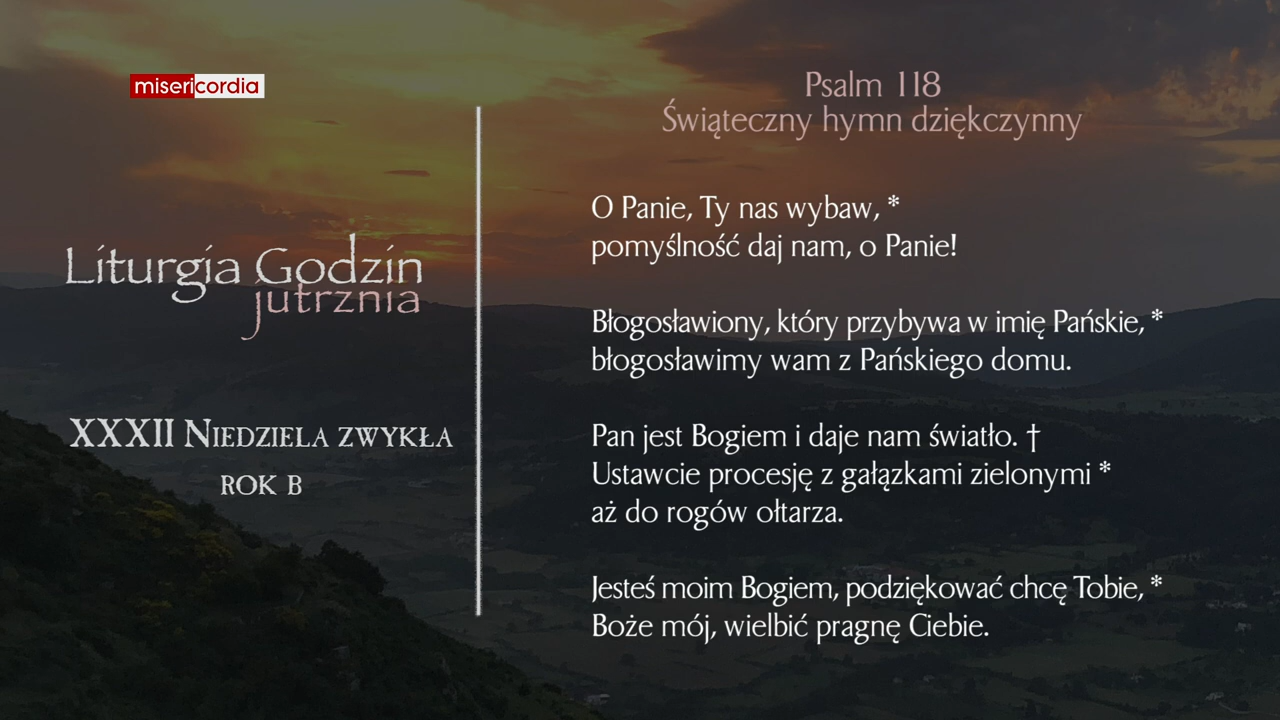 misericordia
Liturgia Godzin
jutrznia
XXXII Niedziela zwykła
rok B
Psalm 118
Świąteczny hymn dziękczynny
O Panie, Ty nas wybaw, *
pomyślność daj nam, o Panie!
Błogosławiony, który przybywa w imię Pańskie, *
błogosławimy wam z Pańskiego domu.
Pan jest Bogiem i daje nam światło. †
Ustawcie procesję z gałązkami zielonymi *
aż do rogów ołtarza.
Jesteś moim Bogiem, podziękować chcę Tobie, *
Boże mój, wielbić pragnę Ciebie.